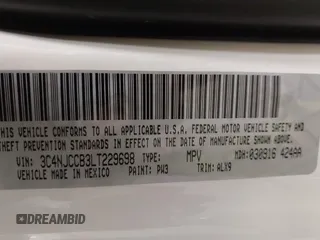 THIS VEHICLE CONFORMS TO ALL APPLICABLE U.S.A. FEDERAL MOTOR VEHICLE SAFETY AND
THEFT PREVENTION STANDARDS IN EFFECT ON THE DATE OF MANUFACTURE SHOWN ABOVE.
VIN: 3C4NJCCB3LT229698 TYPE: MPV MDH: 030916 424AA
VEHICLE MADE IN MEXICO PAINT: PW3 TRIM: ALX9
AUTOBIDMASTER